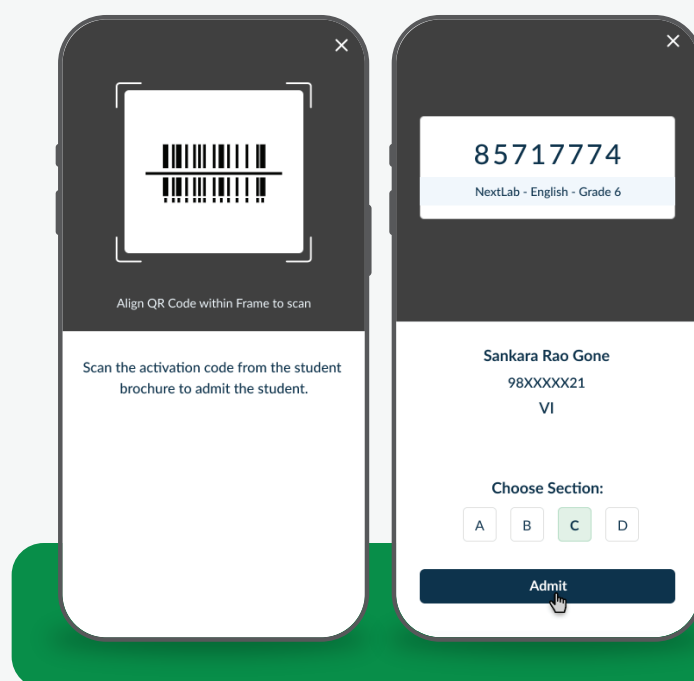 Align QR Code within Frame to scan
Scan the activation code from the student
brochure to admit the student.
85717774
NextLab - English - Grade 6
Sankara Rao Gone
98XXXXX21
VI
Choose Section:
A B C D
Admit